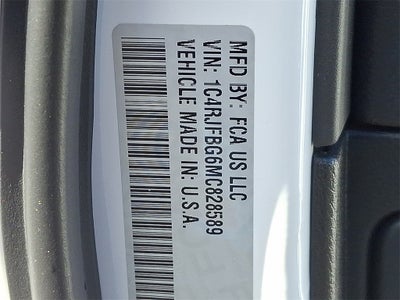 MFD BY: FCA US LLC
VIN: 1C4RJFBG6MC828589
VEHICLE MADE IN: U.S.A.